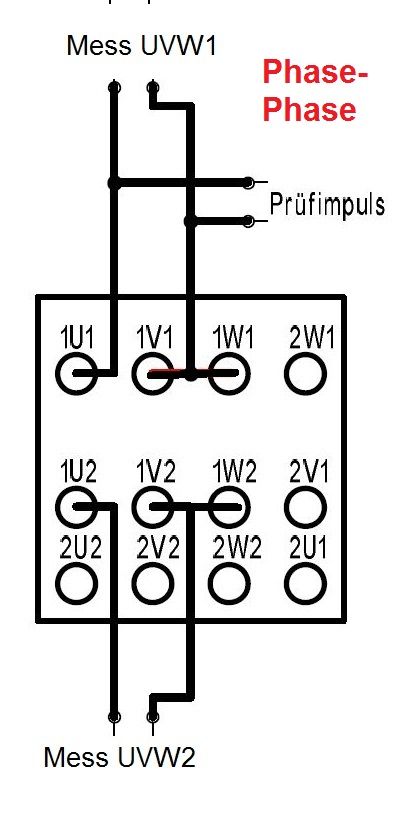 Mess UVW1
Phase-
Phase
Prüfimpuls
1U1 1V1 1W1 2W1
1U2 1V2 1W2 2V1
2U2 2V2 2W2 2U1
Mess UVW2